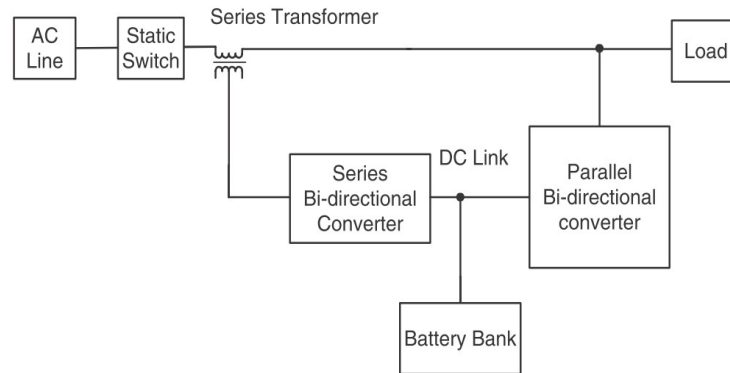 Series Transformer
AC
Line
Static
Switch
Load
DC Link
Series
Bi-directional
Converter
Parallel
Bi-directional
converter
Battery Bank